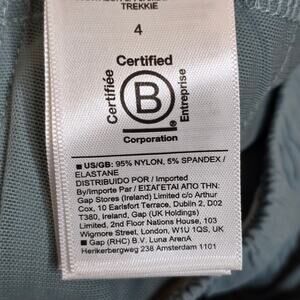 TREKKIE
4
Certified
Certifiée
B
Entreprise
Corporation
■ US/GB: 95% NYLON, 5% SPANDEX /
ELASTANE
DISTRIBUIDO POR / Imported
By/Importe Par / ΕΙΣΑΓΕΤΑΙ ΑΠΟ ΤΗΝ:
Gap Stores (Ireland) Limited c/o Arthur
Cox, 10 Earlsfort Terrace, Dublin 2, D02
T380, Ireland, Gap (UK Holdings)
Limited, 2nd Floor Nations House, 103
Wigmore Street, London, W1U 1QS, UK
■ Gap (RHC) B.V. Luna ArenA
Herikerbergweg 238 Amsterdam 1101